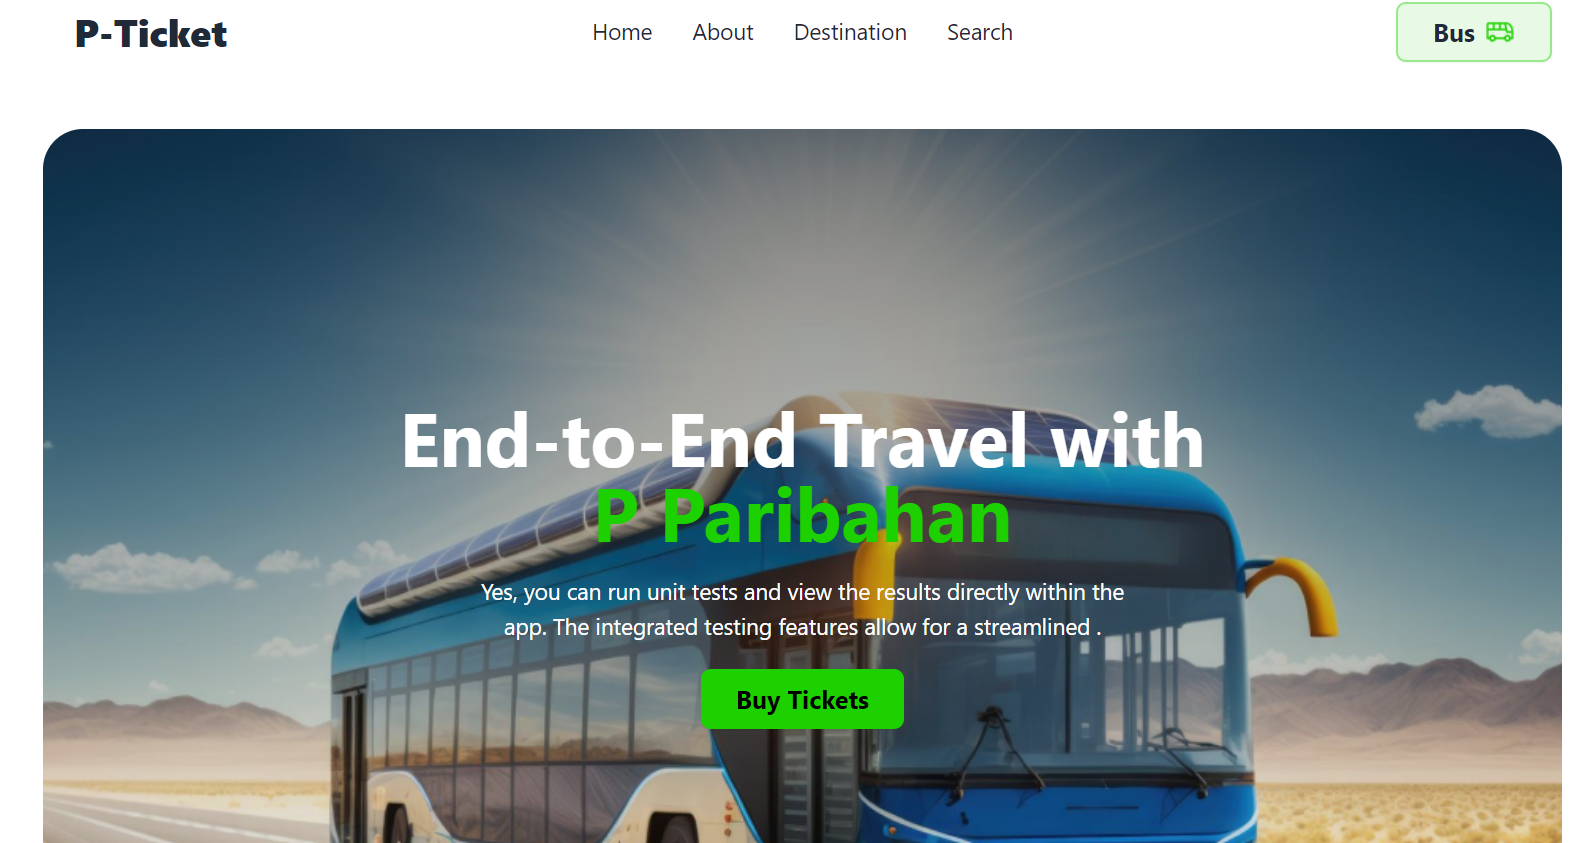 P-Ticket
Home About Destination Search
Bus
End-to-End Travel with
P Paribahan
Yes, you can run unit tests and view the results directly within the
app. The integrated testing features allow for a streamlined .
Buy Tickets